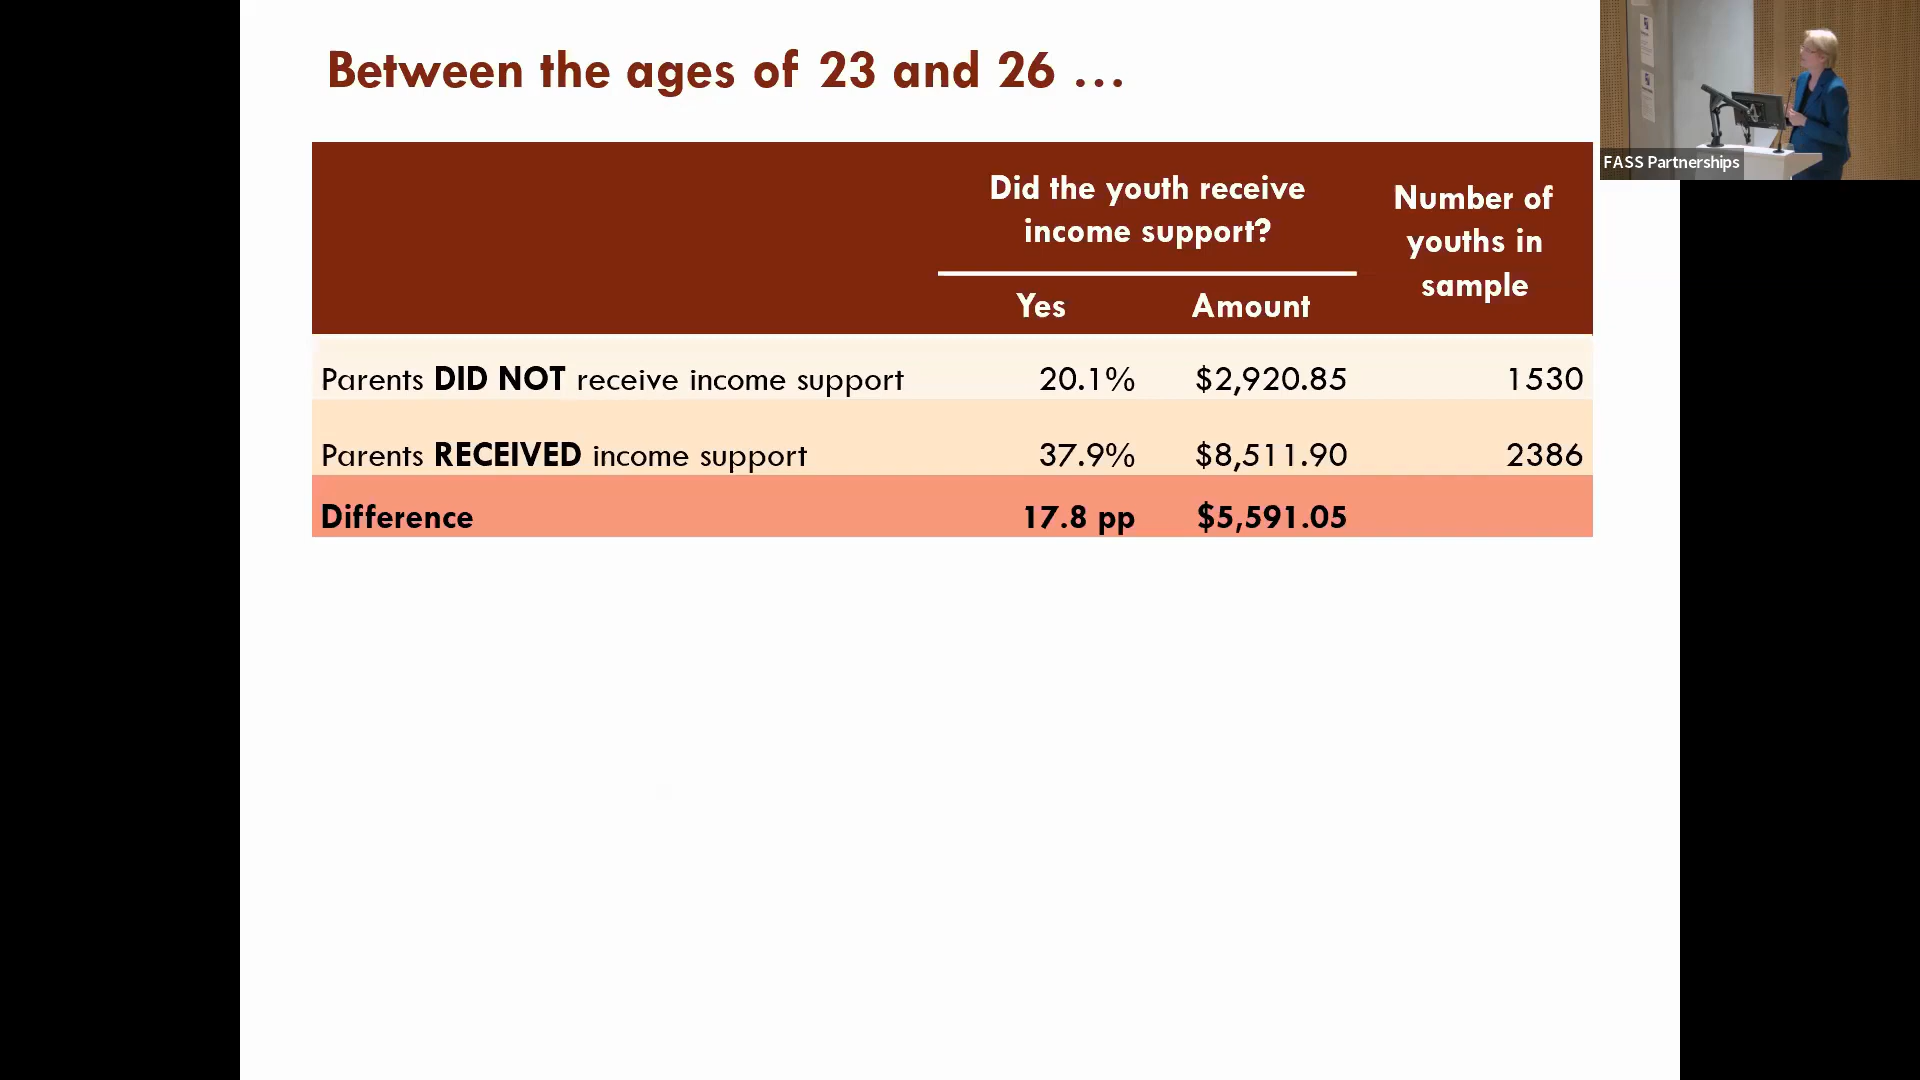 Between the ages of 23 and 26 ...
Did the youth receive
income support?
Number of
youths in
sample
Yes Amount
Parents DID NOT receive income support 20.1% $2,920.85 1530
Parents RECEIVED income support 37.9% $8,511.90 2386
Difference 17.8 pp $5,591.05
FASS Partnerships